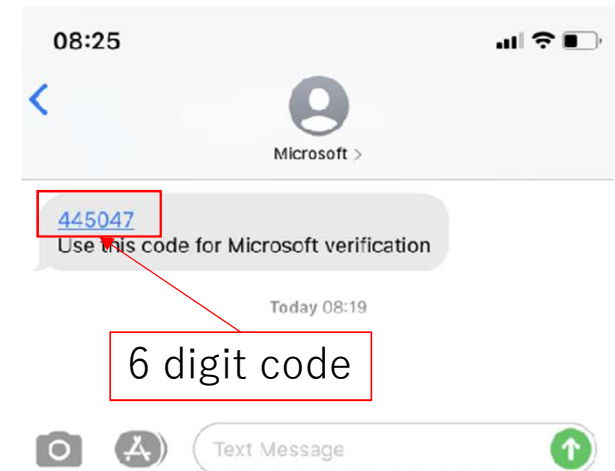 08:25
Microsoft >
445047
Use this code for Microsoft verification
Today 08:19
6 digit code
Text Message